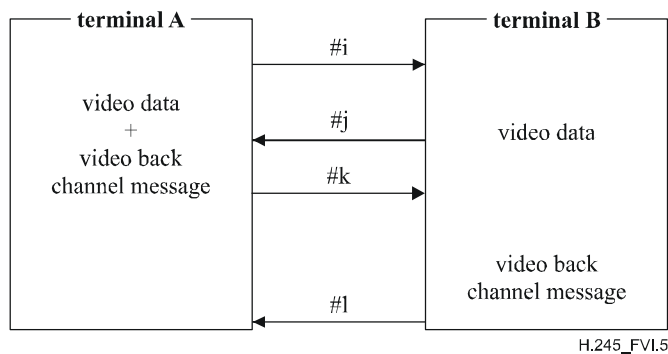 terminal A
terminal B
#i
video data
+
video back
channel message
#j
video data
#k
video back
channel message
#l
H.245_FVI.5